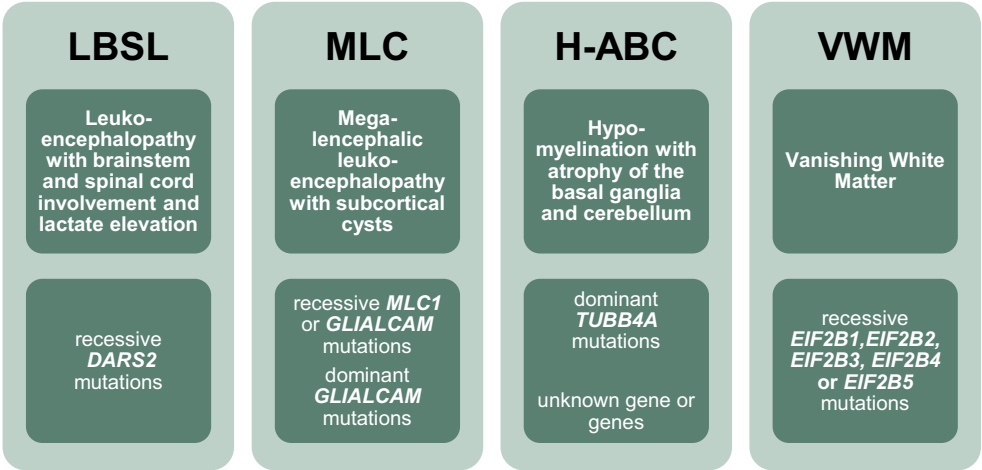 LBSL
Leuko-
encephalopathy
with brainstem
and spinal cord
involvement and
lactate elevation
recessive
DARS2
mutations
MLC
Mega-
lencephalic
leuko-
encephalopathy
with subcortical
cysts
recessive MLC1
or GLIALCAM
mutations
dominant
GLIALCAM
mutations
H-ABC
Hypo-
myelination with
atrophy of the
basal ganglia
and cerebellum
dominant
TUBB4A
mutations
unknown gene or
genes
VWM
Vanishing White
Matter
recessive
EIF2B1,EIF2B2,
EIF2B3, EIF2B4
or EIF2B5
mutations